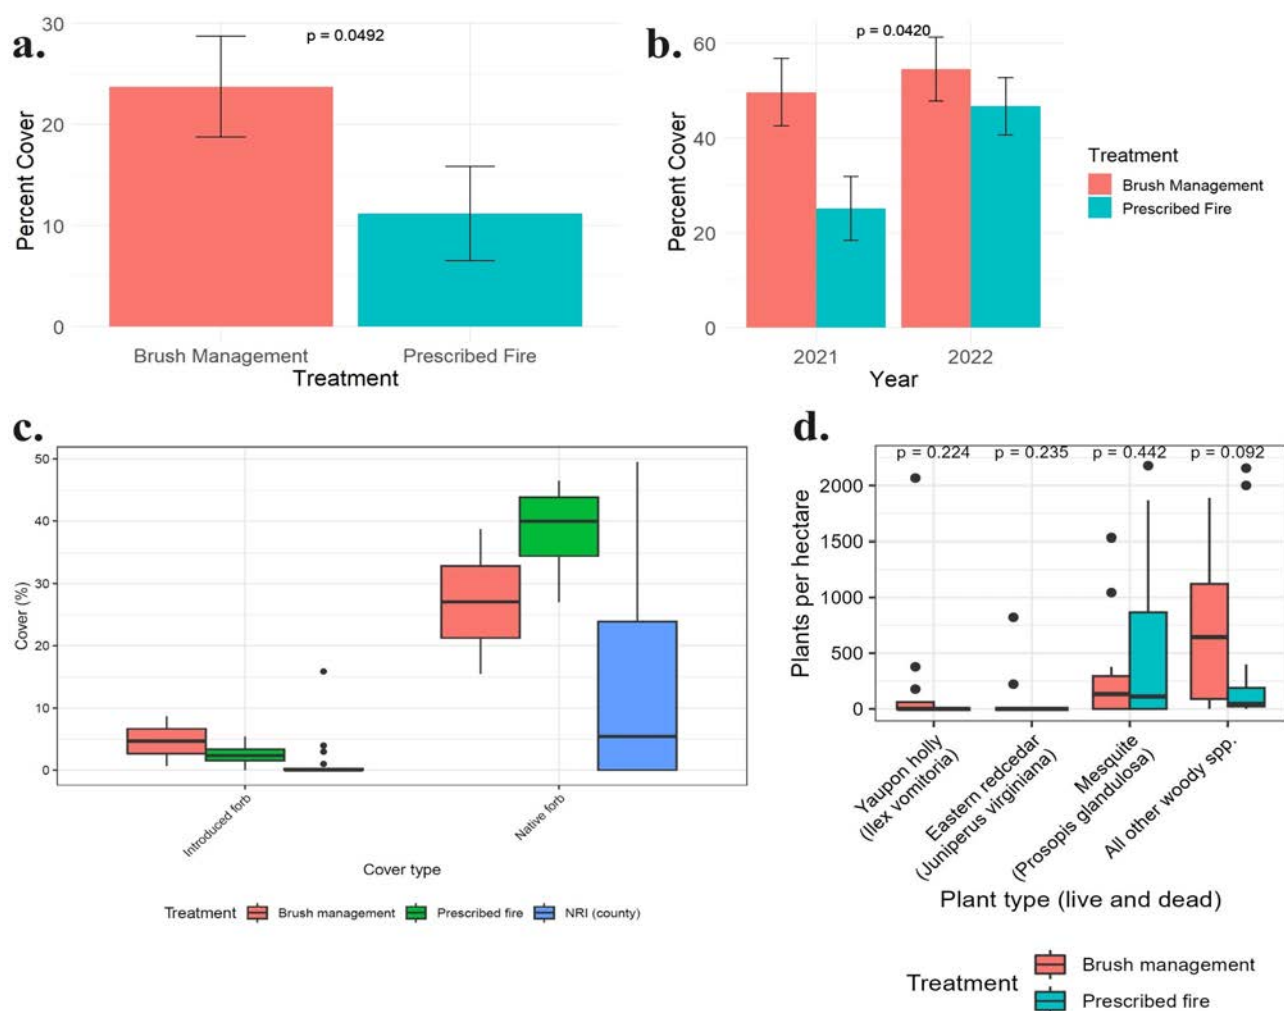 a.
p = 0.0492
30
20
10
0
Percent Cover
Brush Management
Prescribed Fire
Treatment
b.
p = 0.0420
60
40
20
0
Percent Cover
2021
2022
Year
Treatment
Brush Management
Prescribed Fire
c.
50
40
30
20
10
0
Cover (%)
Introduced forb
Native forb
Cover type
Treatment
Brush management
Prescribed fire
NRI (county)
d.
p = 0.224
p = 0.235
p = 0.442
p = 0.092
2000
1500
1000
500
0
Plants per hectare
Yaupon holly
(Ilex vomitoria)
Eastern redcedar
(Juniperus virginiana)
Mesquite
(Prosopis glandulosa)
All other woody spp.
Plant type (live and dead)
Treatment
Brush management
Prescribed fire